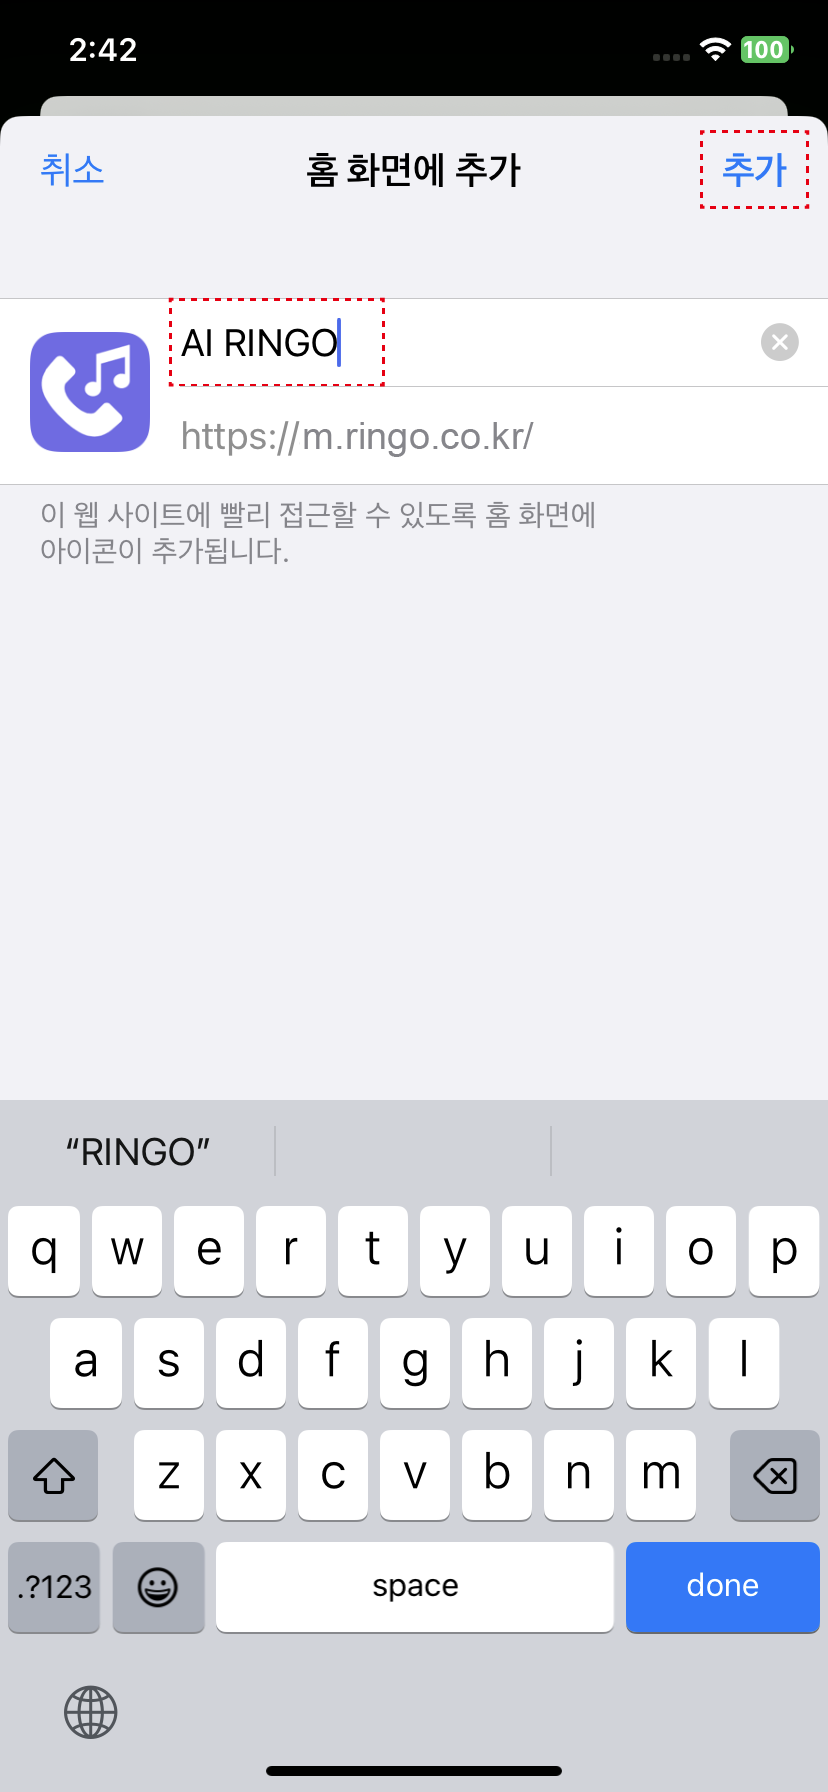 2:42
100
취소
홈 화면에 추가
추가
AI RINGO
https://m.ringo.co.kr/
이 웹 사이트에 빨리 접근할 수 있도록 홈 화면에
아이콘이 추가됩니다.
“RINGO”
q w e r t y u i o p
a s d f g h j k l
z x c v b n m
.?123
space
done